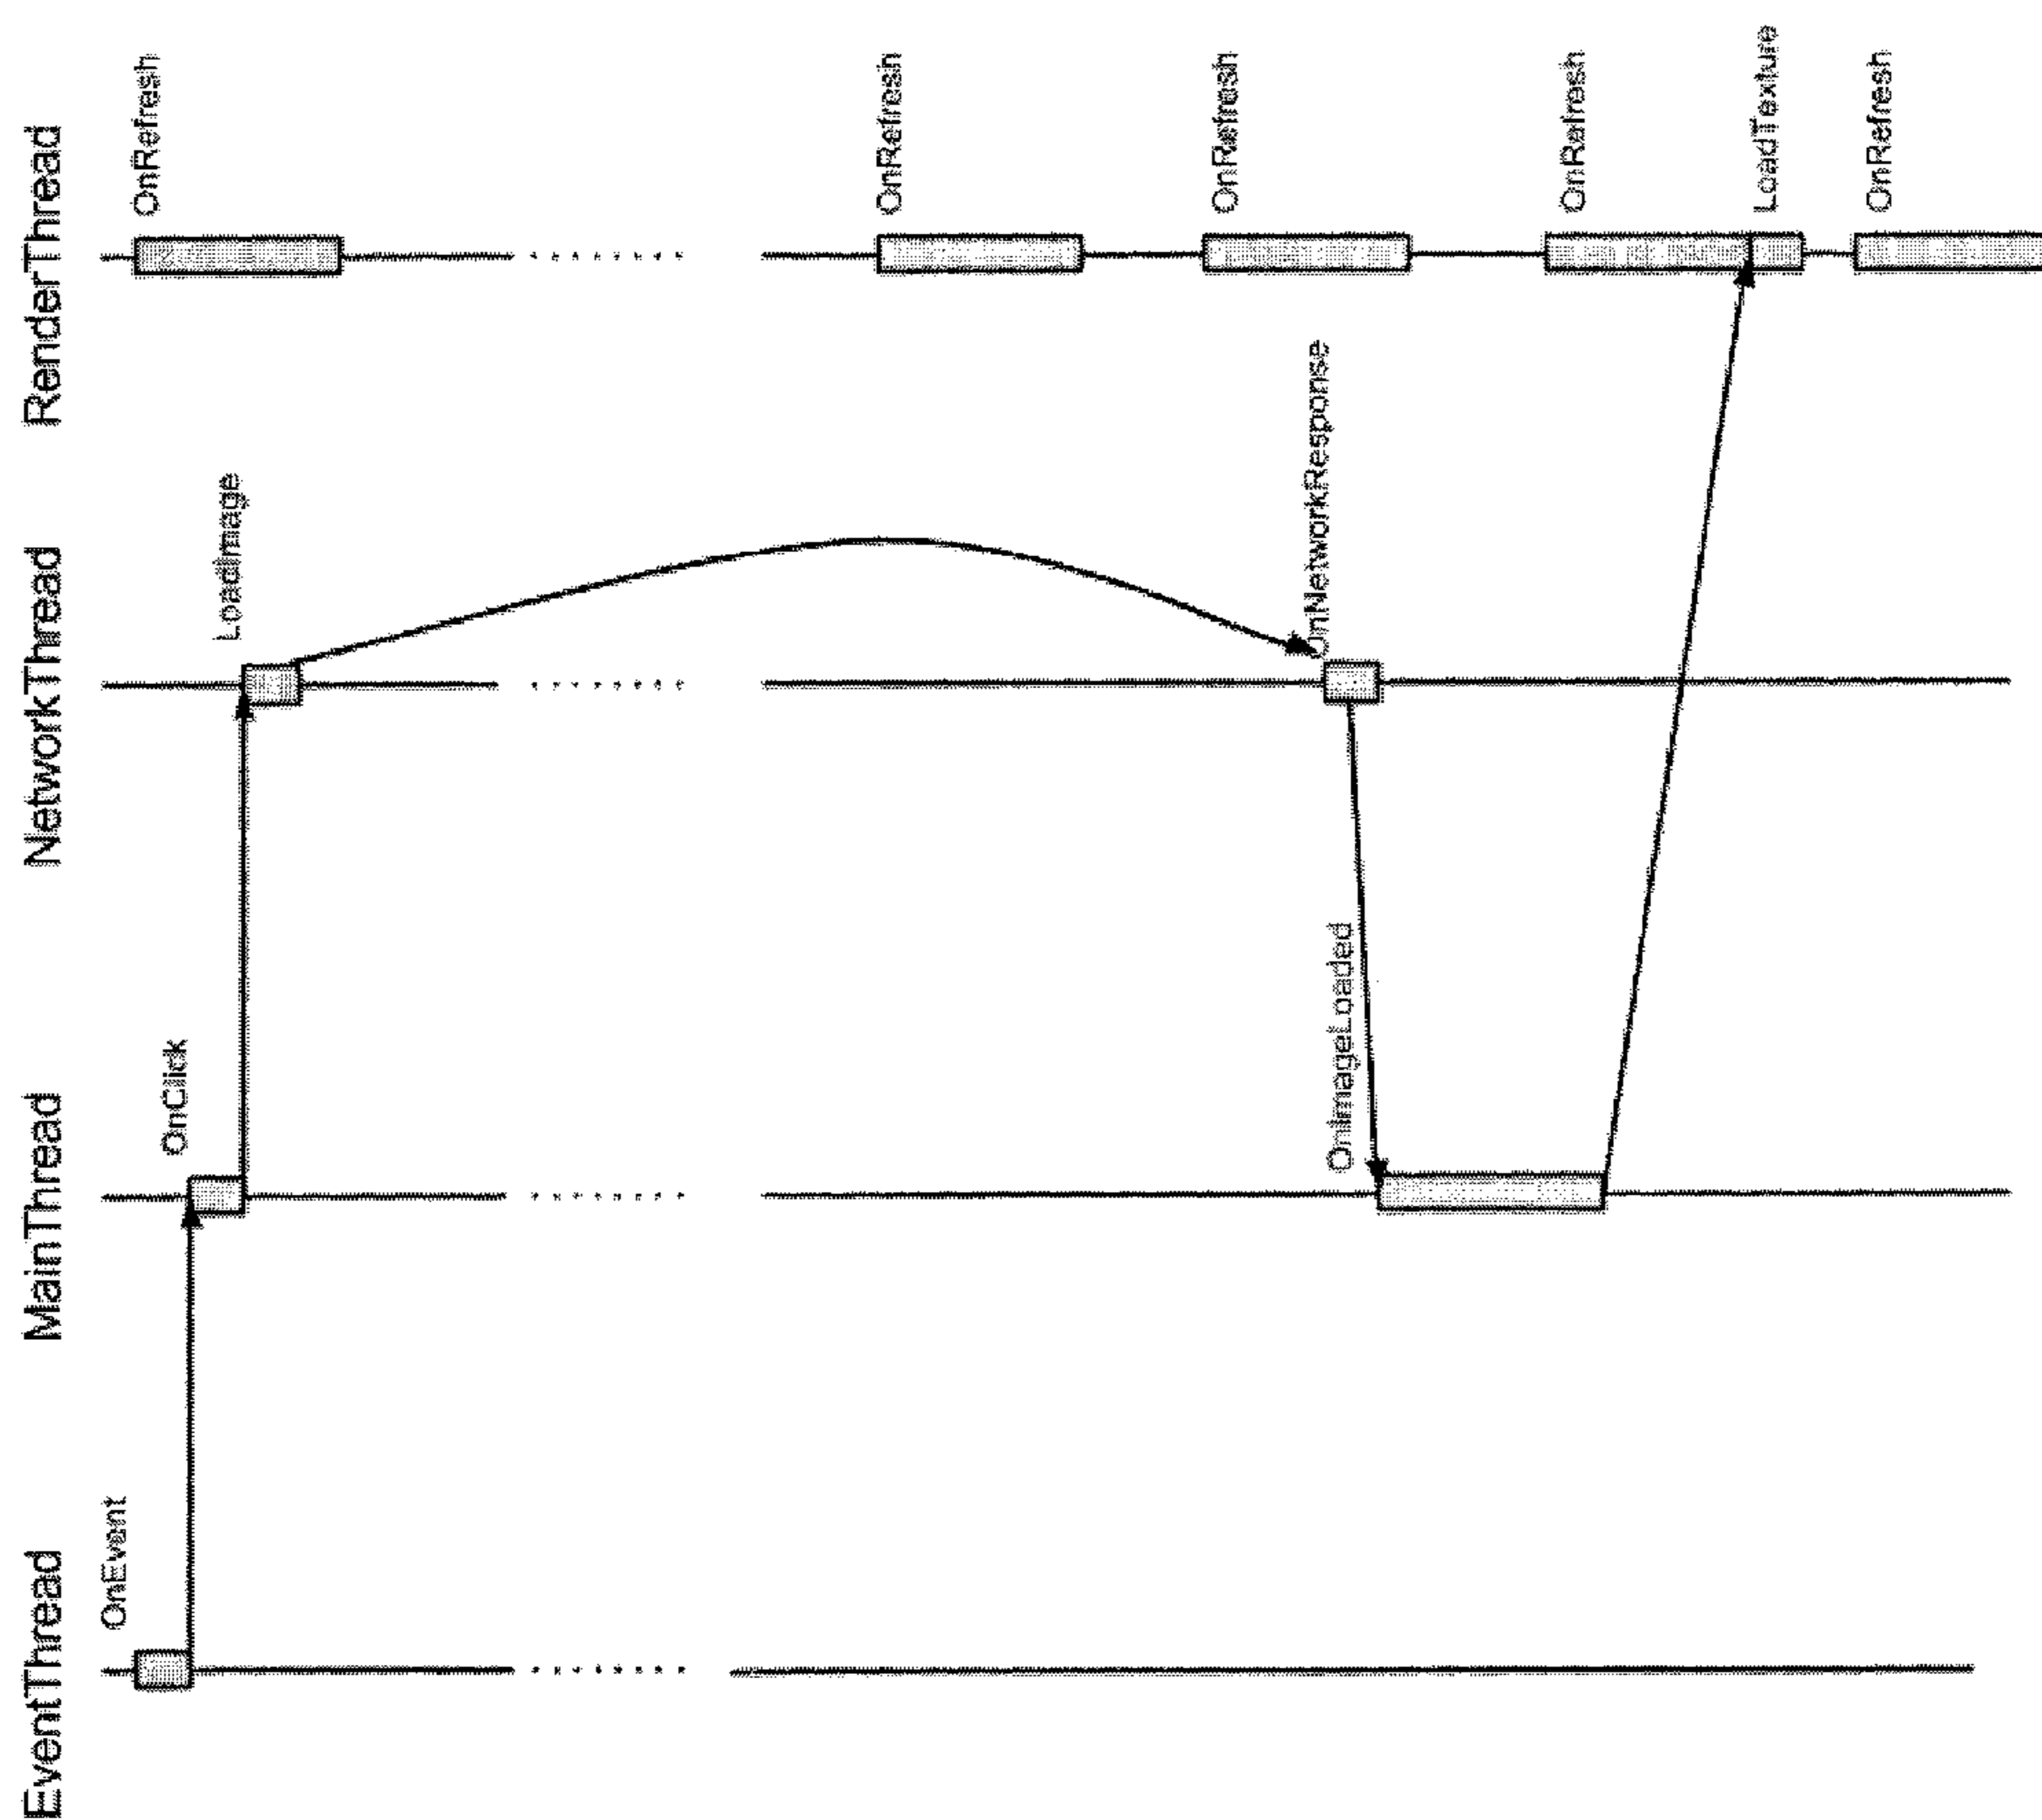 EventThread
MainThread
NetworkThread
RenderThread
OnEvent
OnClick
LoadImage
OnRefresh
OnRefresh
OnRefresh
OnNetworkResponse
OnImageLoaded
OnRefresh
LoadTexture
OnRefresh